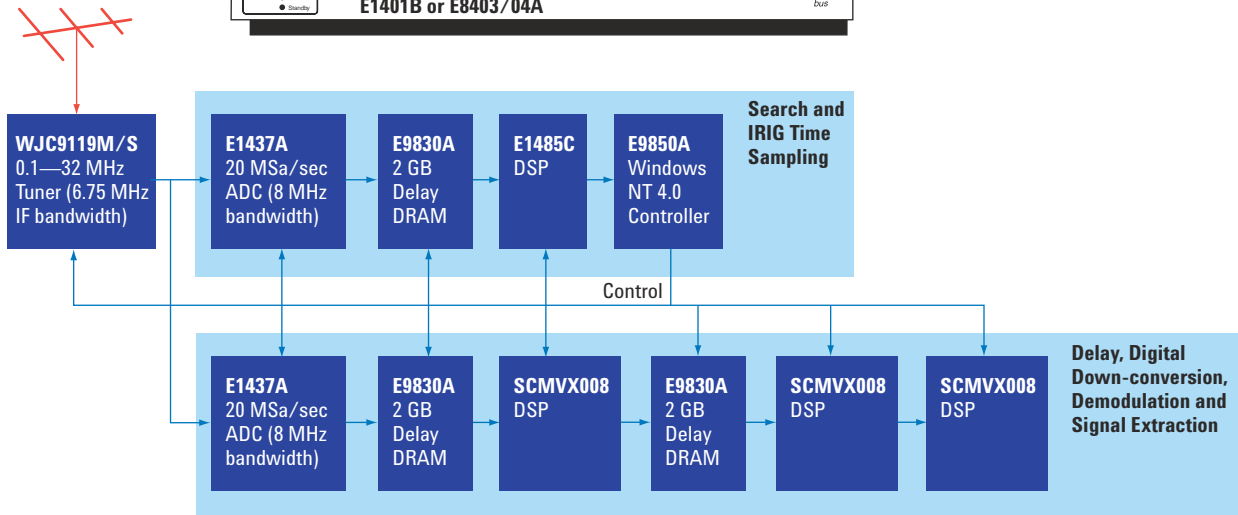 Standby
E1401B or E8403/04A
bus
WJC9119M/S
0.1—32 MHz
Tuner (6.75 MHz
IF bandwidth)
E1437A
20 MSa/sec
ADC (8 MHz
bandwidth)
E9830A
2 GB
Delay
DRAM
E1485C
DSP
E9850A
Windows
NT 4.0
Controller
Search and
IRIG Time
Sampling
Control
E1437A
20 MSa/sec
ADC (8 MHz
bandwidth)
E9830A
2 GB
Delay
DRAM
SCMVX008
DSP
E9830A
2 GB
Delay
DRAM
SCMVX008
DSP
SCMVX008
DSP
Delay, Digital
Down-conversion,
Demodulation and
Signal Extraction